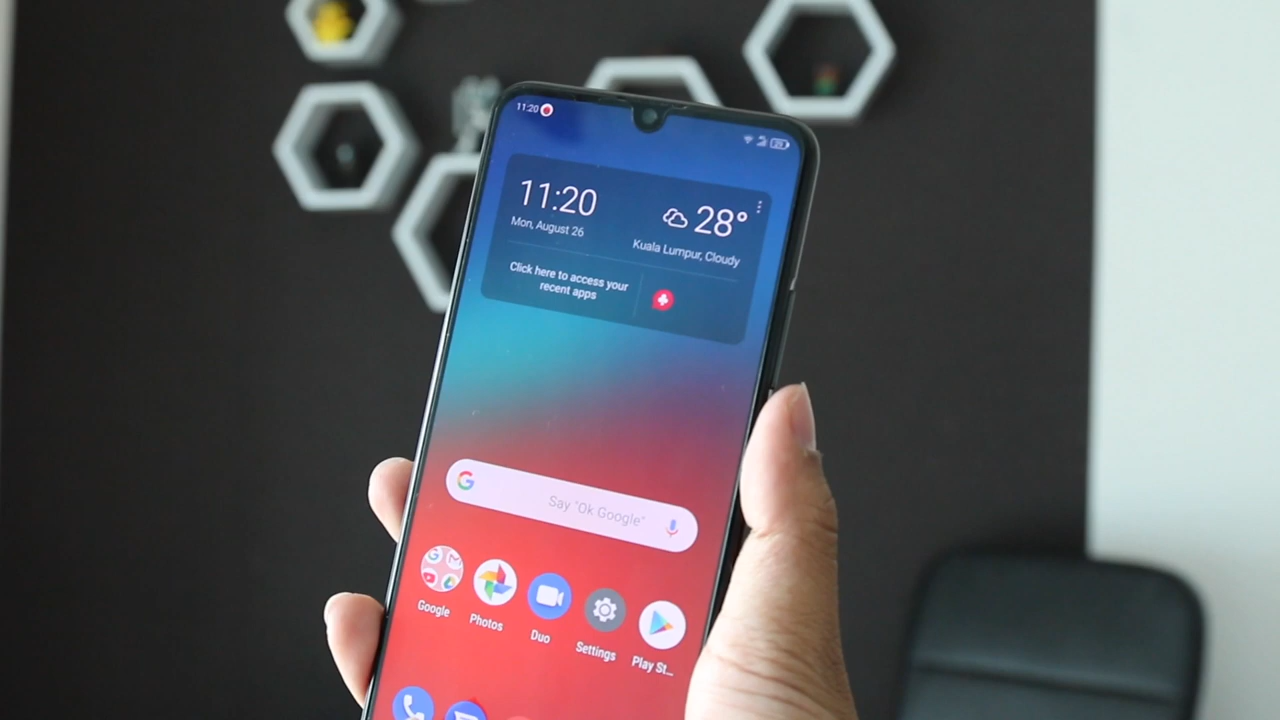 11:20
11:20
Mon, August 26
28°
Kuala Lumpur, Cloudy
Click here to access your
recent apps
Say "Ok Google"
Google
Photos
Duo
Settings
Play St...